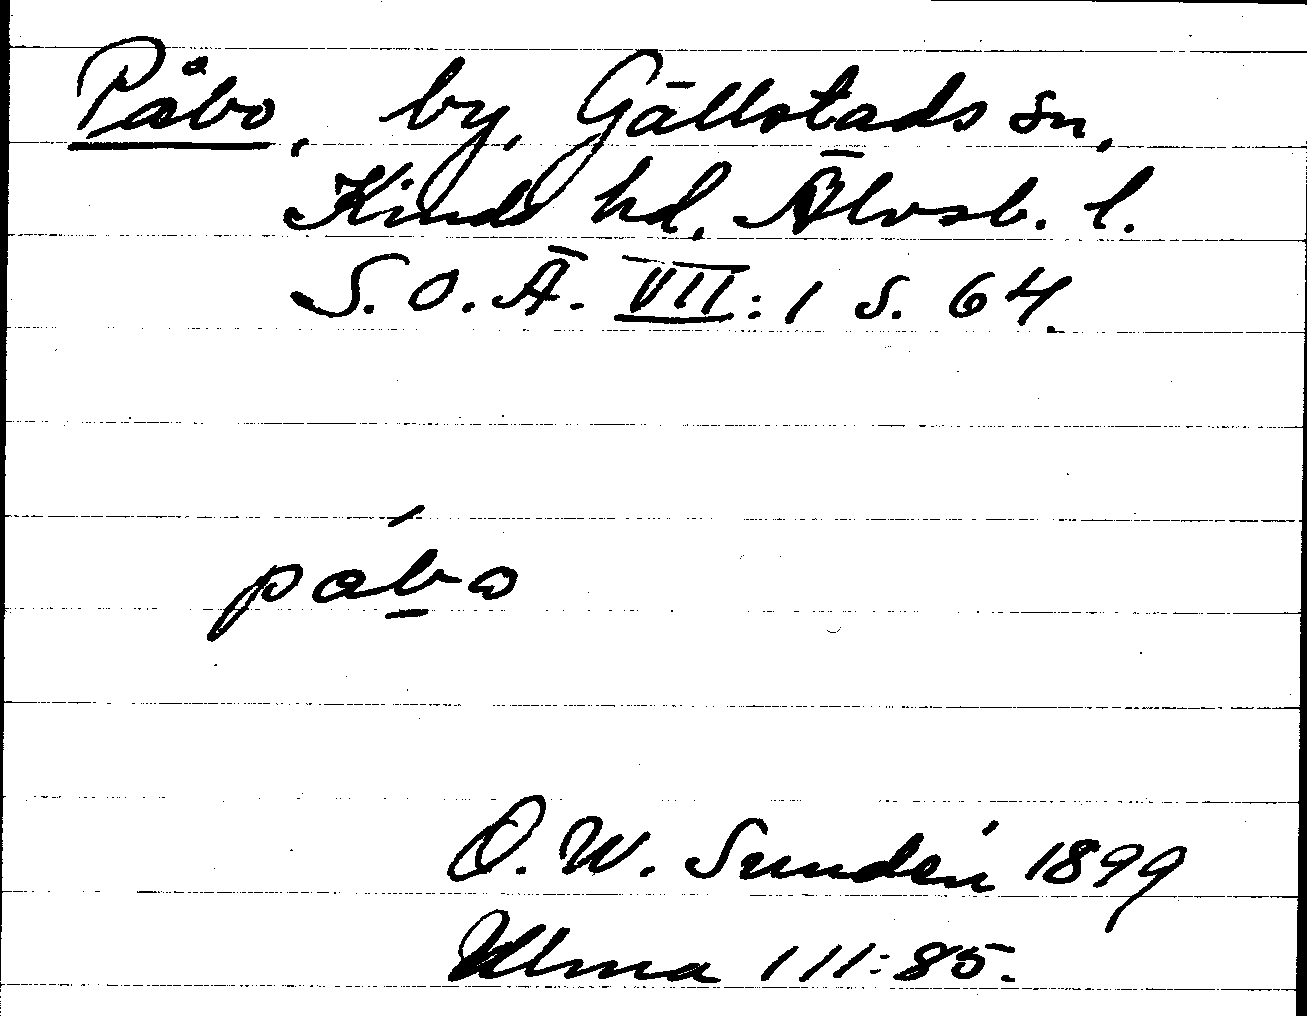 Påbo, by, Gällstads sn,
Kinds hd, Älvsb. l.
S. O. Ä. VII: 1 s. 64.
påbo
O. W. Sundén 1899
Ulma 111:85.